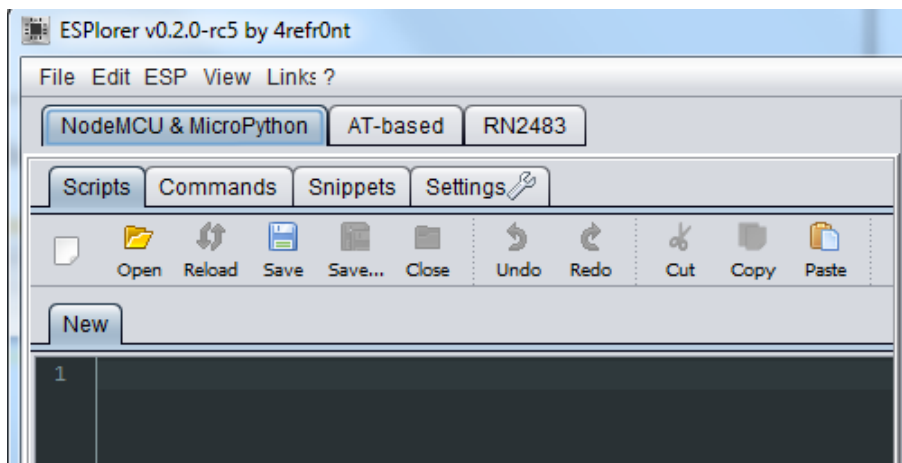 ESPlorer v0.2.0-rc5 by 4refr0nt
File Edit ESP View Links ?
NodeMCU & MicroPython AT-based RN2483
Scripts Commands Snippets Settings
Open Reload Save Save... Close Undo Redo Cut Copy Paste
New
1